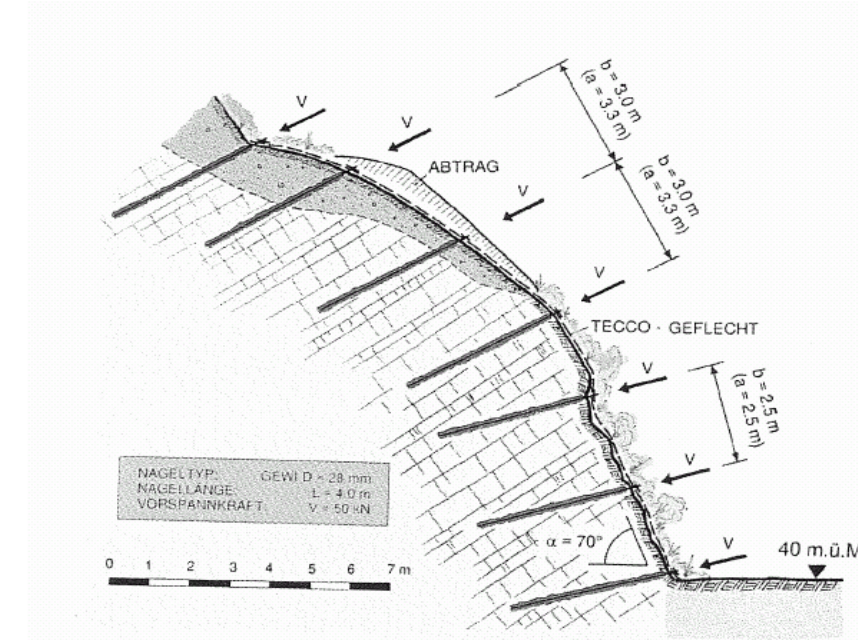 b = 3.0 m
(a = 3.3 m)
V
V
ABTRAG
V
b = 3.0 m
(a = 3.3 m)
V
TECCO - GEFLECHT
V
b = 2.5 m
(a = 2.5 m)
V
NAGELTYP: GEWI D = 28 mm
NAGELLÄNGE: L = 4.0 m
VORSPANNKRAFT: V = 50 kN
α = 70°
V
40 m.ü.M
0 1 2 3 4 5 6 7 m